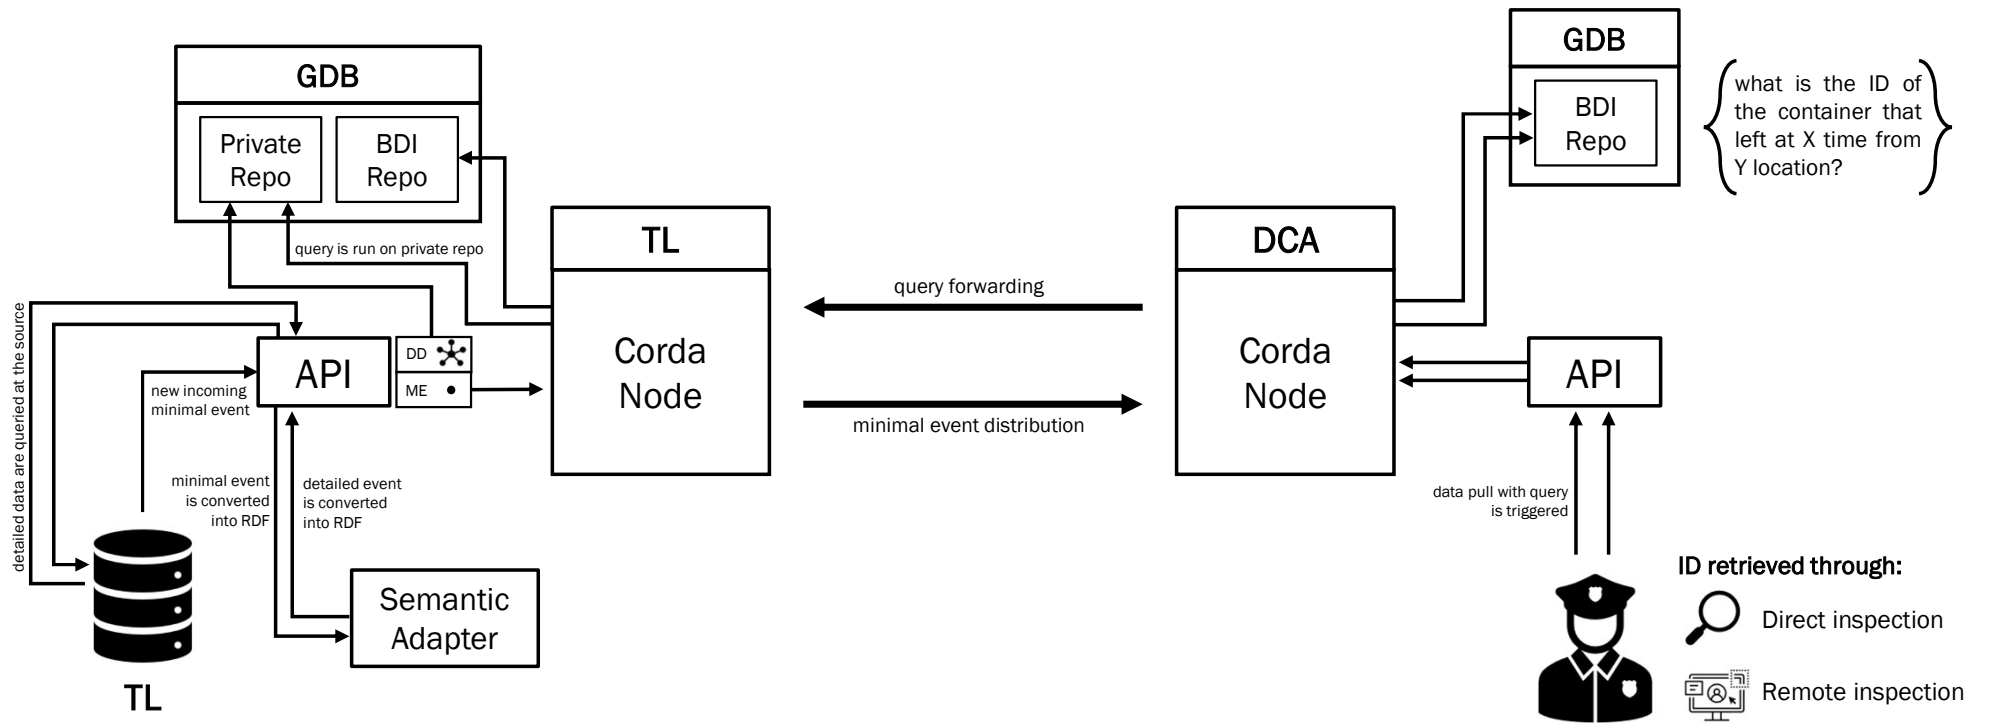 GDB
Private
Repo
BDI
Repo
query is run on private repo
detailed data are queried at the source
API
DD
ME
new incoming
minimal event
minimal event
is converted
into RDF
detailed event
is converted
into RDF
Semantic
Adapter
TL
TL
Corda
Node
query forwarding
minimal event distribution
DCA
Corda
Node
GDB
BDI
Repo
what is the ID of
the container that
left at X time from
Y location?
API
data pull with query
is triggered
ID retrieved through:
Direct inspection
Remote inspection